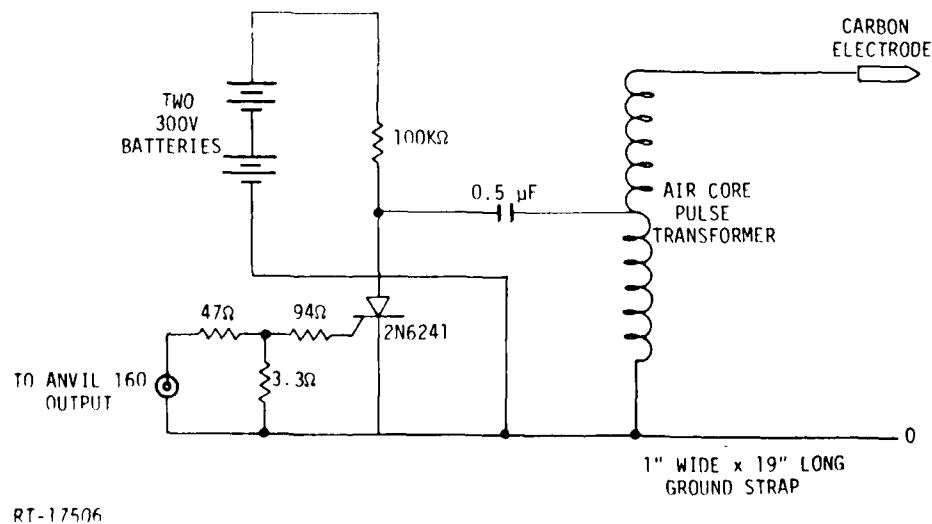 CARBON
ELECTRODE
TWO
300V
BATTERIES
100KΩ
0.5 µF
AIR CORE
PULSE
TRANSFORMER
47Ω
94Ω
2N6241
3.3Ω
TO ANVIL 160
OUTPUT
0
1" WIDE x 19" LONG
GROUND STRAP
RT-17506